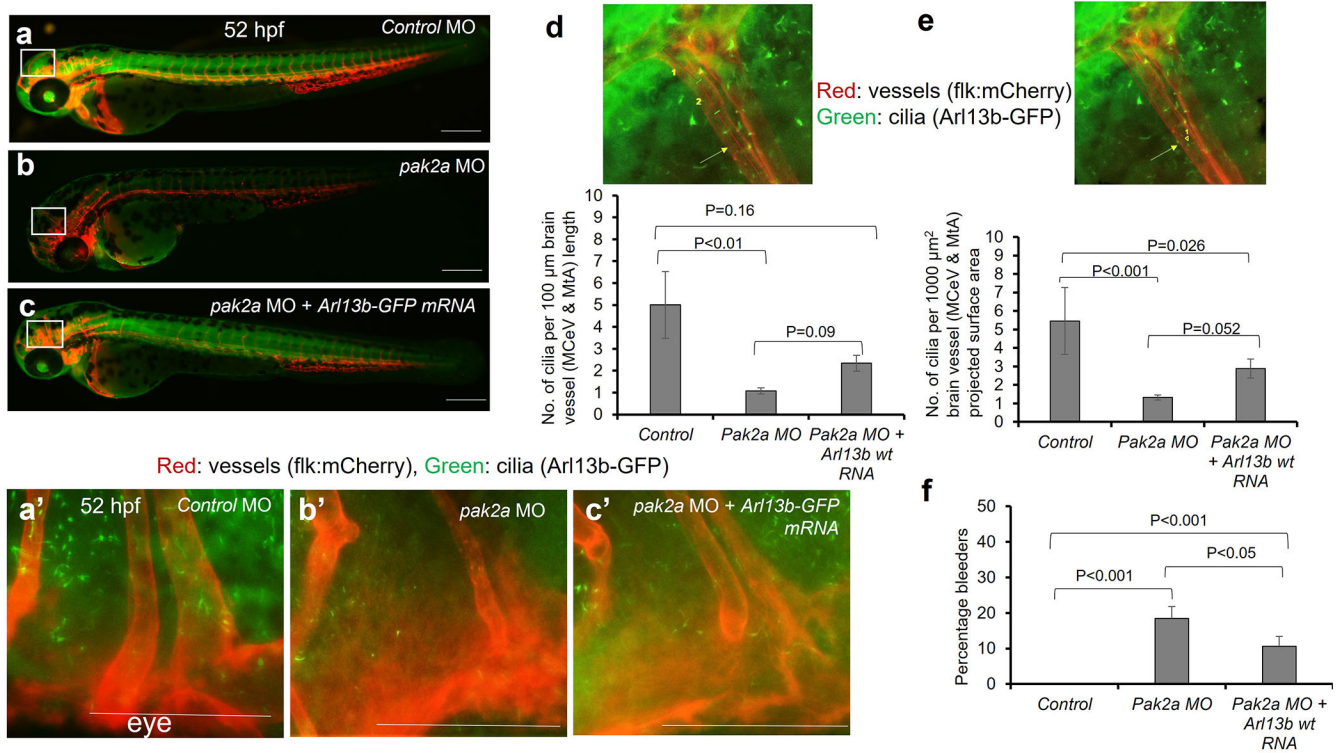 a
52 hpf
Control MO
b
pak2a MO
c
pak2a MO + Arl13b-GFP mRNA
d
1
2
Red: vessels (flk:mCherry)
Green: cilia (Arl13b-GFP)
e
1
No. of cilia per 100 µm brain
vessel (MCeV & MtA) length
10
9
8
7
6
5
4
3
2
1
0
P=0.16
P<0.01
P=0.09
Control
Pak2a MO
Pak2a MO +
Arl13b wt
RNA
No. of cilia per 1000 µm²
brain vessel (MCeV & MtA)
projected surface area
10
9
8
7
6
5
4
3
2
1
0
P=0.026
P<0.001
P=0.052
Control
Pak2a MO
Pak2a MO
+ Arl13b wt
RNA
Red: vessels (flk:mCherry), Green: cilia (Arl13b-GFP)
a’
52 hpf
Control MO
eye
b’
pak2a MO
c’
pak2a MO + Arl13b-GFP
mRNA
f
Percentage bleeders
50
40
30
20
10
0
P<0.001
P<0.001
P<0.05
Control
Pak2a MO
Pak2a MO +
Arl13b wt
RNA